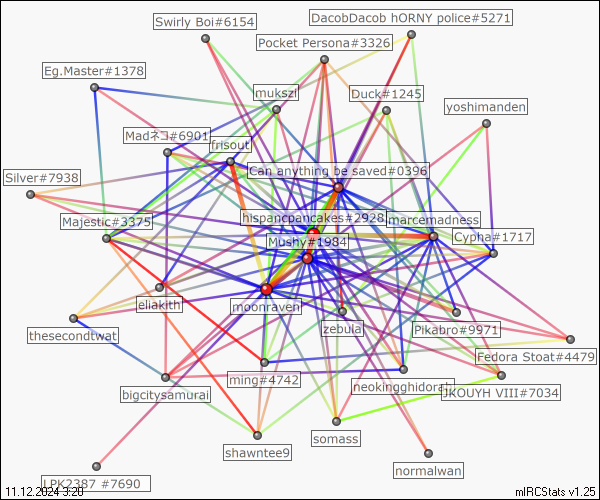 DacobDacob hORNY police#5271
Swirly Boi#6154
Pocket Persona#3326
Eg.Master#1378
mukszi
Duck#1245
yoshimanden
Madネコ#6901
frisout
Can anything be saved#0396
Silver#7938
Majestic#3375
hispancpancakes#2928
marcemadness
Mushy#1984
Cypha#1717
eliakith
moonraven
zebula
Pikabro#9971
thesecondtwat
Fedora Stoat#4479
ming#4742
bigcitysamurai
neokingghidorah
JKOUYH VIII#7034
somass
shawntee9
normalwan
LPK2387 #7690
11.12.2024 3:20
mIRCStats v1.25